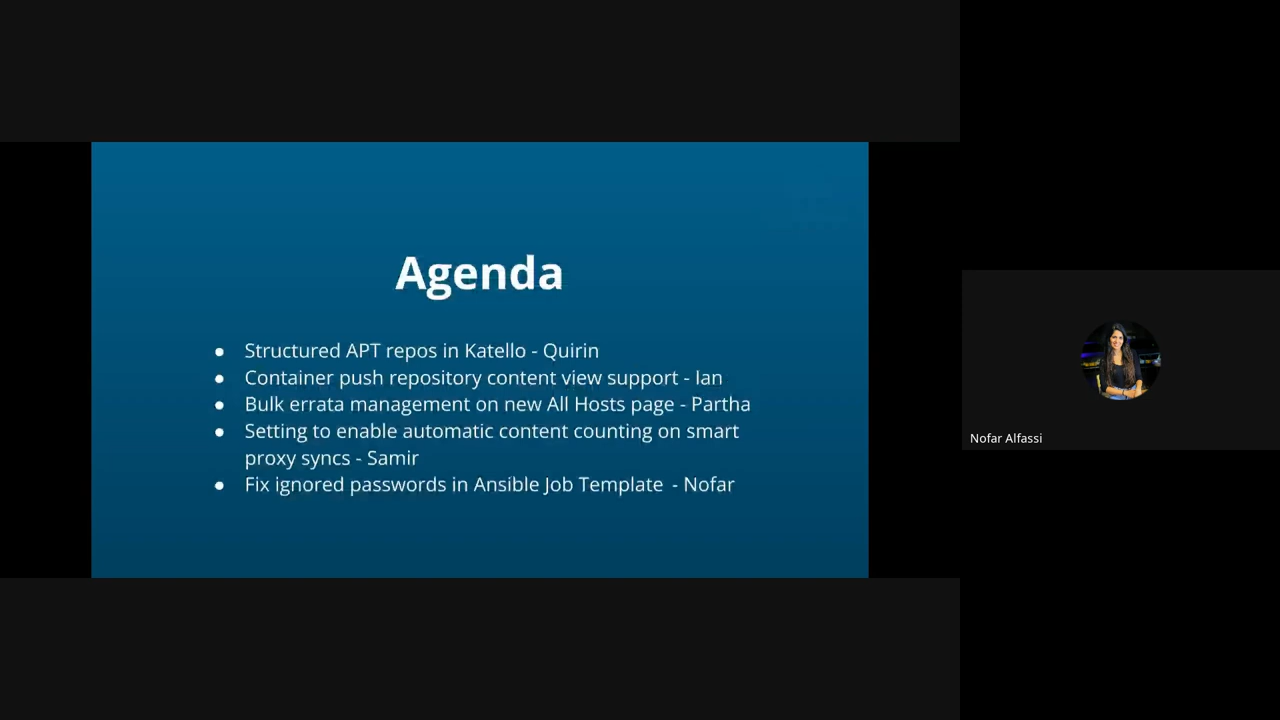 Agenda
● Structured APT repos in Katello - Quirin
● Container push repository content view support - Ian
● Bulk errata management on new All Hosts page - Partha
● Setting to enable automatic content counting on smart
proxy syncs - Samir
● Fix ignored passwords in Ansible Job Template - Nofar
Nofar Alfassi